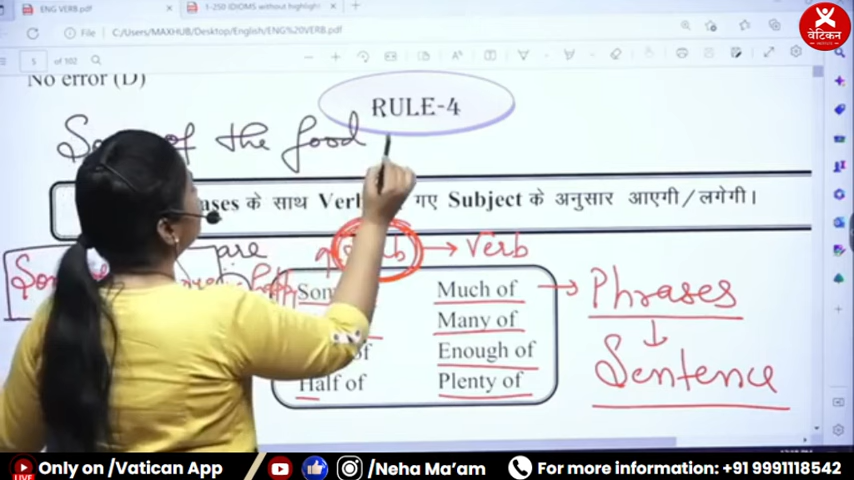 ENG VERB.pdf
1-250 IDIOMS without highligh
File
C:/Users/MAXHUB/Desktop/English/ENG%20VERB.pdf
वेटिकन
5 of 102
No error (D)
RULE-4
of the food
के साथ Verb गए Subject के अनुसार आएगी/लगेगी।
are
→ Verb
Much of → Phrases
Many of
Enough of
Sentence
Half of
Plenty of
LIVE
Only on /Vatican App
/Neha Ma'am
For more information: +91 9991118542